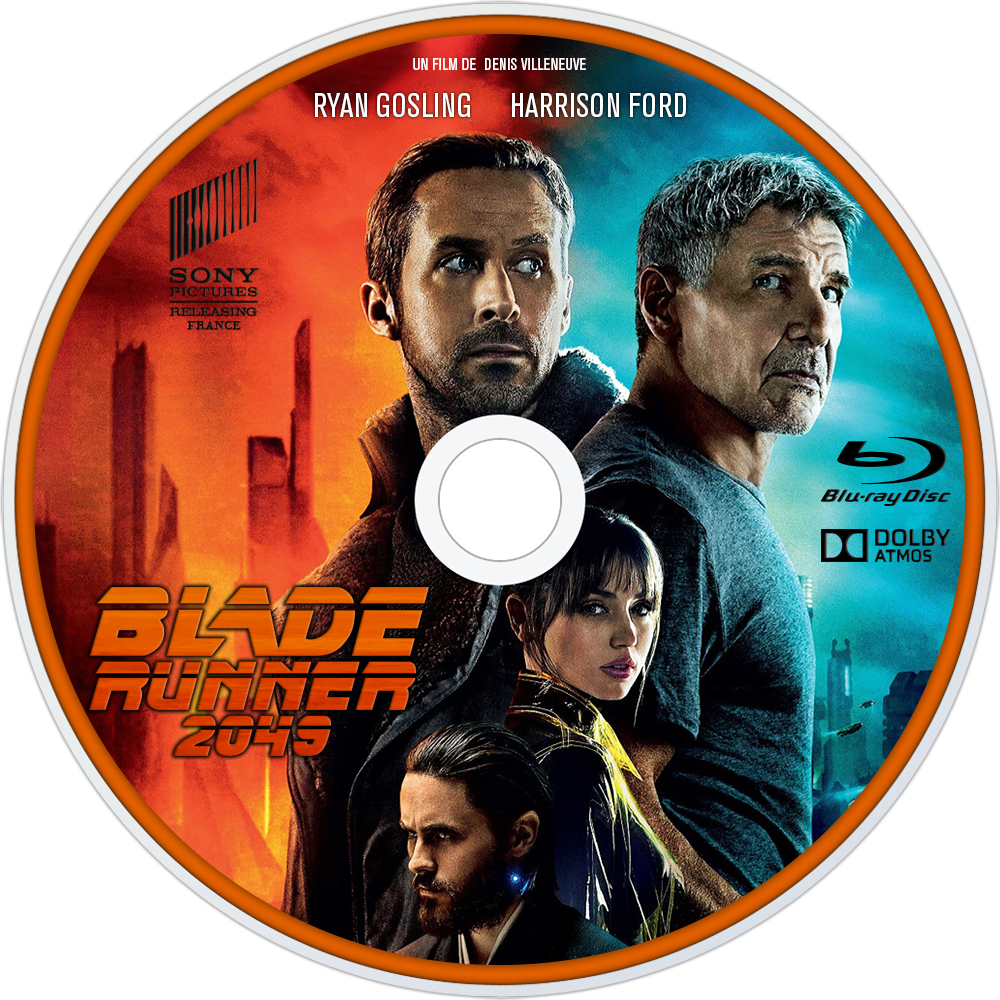 UN FILM DE DENIS VILLENEUVE
RYAN GOSLING HARRISON FORD
SONY
PICTURES
RELEASING
FRANCE
Blu-ray Disc
DOLBY
ATMOS
BLADE
RUNNER
2049